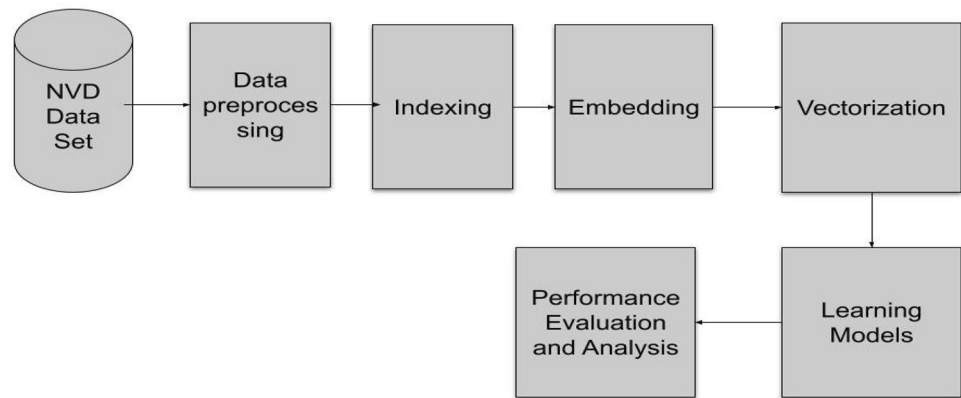 NVD
Data
Set
Data
preproces
sing
Indexing
Embedding
Vectorization
Learning
Models
Performance
Evaluation
and Analysis